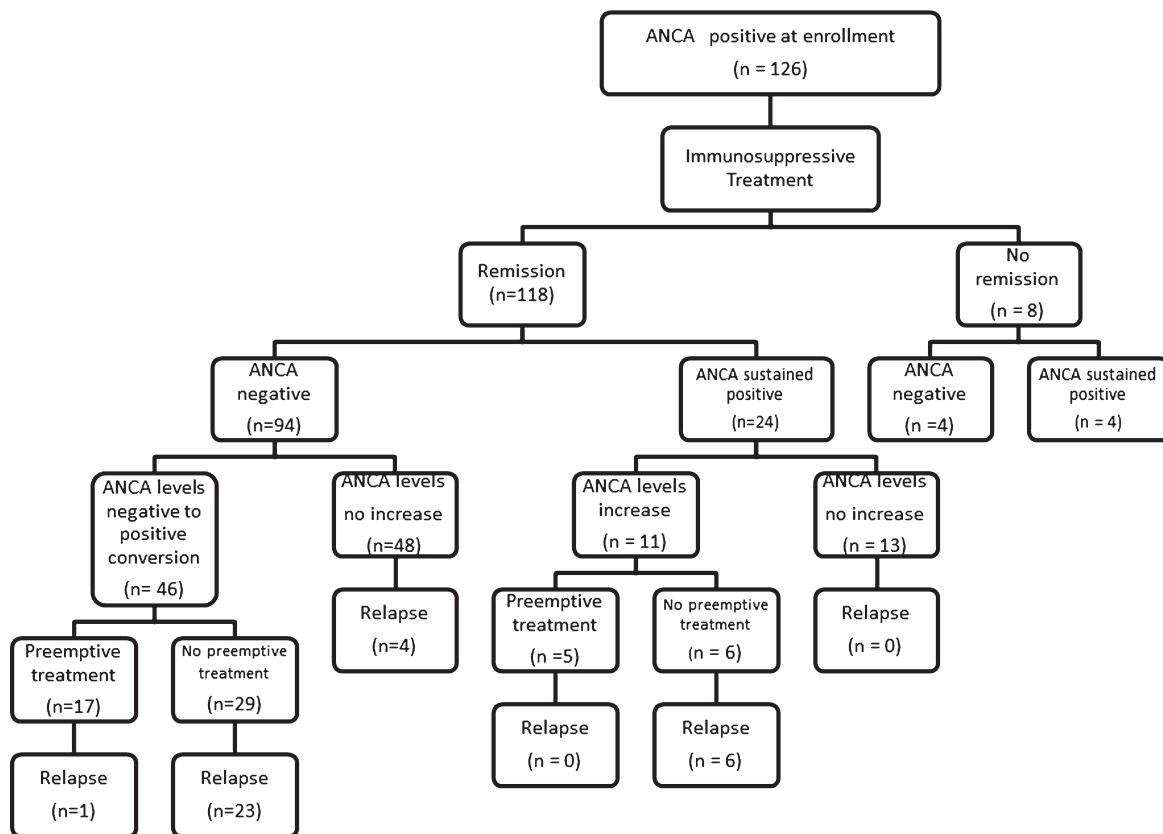 ANCA positive at enrollment
(n = 126)
Immunosuppressive
Treatment
Remission
(n=118)
No
remission
(n = 8)
ANCA
negative
(n=94)
ANCA sustained
positive
(n=24)
ANCA
negative
(n =4)
ANCA sustained
positive
(n = 4)
ANCA levels
negative to
positive
conversion
(n= 46)
ANCA levels
no increase
(n=48)
ANCA levels
increase
(n = 11)
ANCA levels
no increase
(n = 13)
Preemptive
treatment
(n=17)
No preemptive
treatment
(n=29)
Relapse
(n=4)
Preemptive
treatment
(n =5)
No preemptive
treatment
(n = 6)
Relapse
(n = 0)
Relapse
(n=1)
Relapse
(n=23)
Relapse
(n = 0)
Relapse
(n = 6)